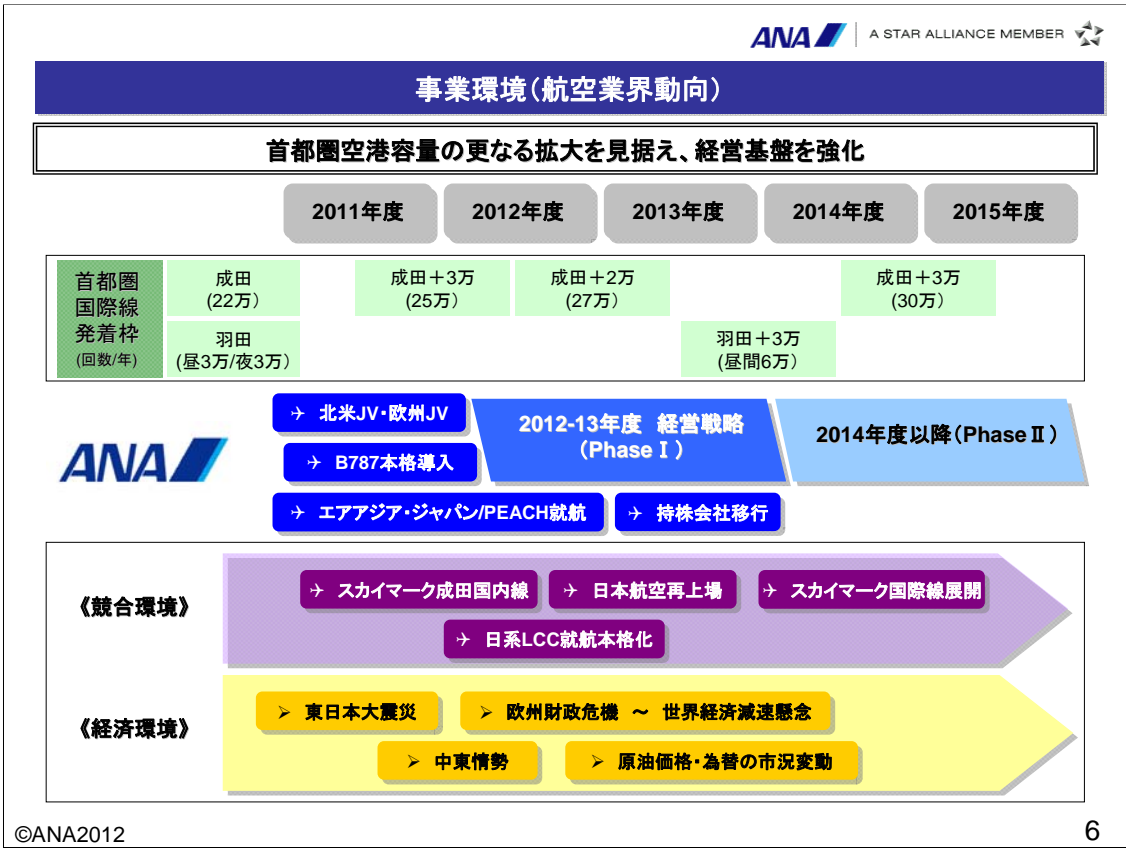 ANA A STAR ALLIANCE MEMBER
事業環境（航空業界動向）
首都圏空港容量の更なる拡大を見据え、経営基盤を強化
2011年度 2012年度 2013年度 2014年度 2015年度
首都圏
国際線
発着枠
(回数/年)
成田
(22万)
成田＋3万
(25万)
成田＋2万
(27万)
成田＋3万
(30万)
羽田
(昼3万/夜3万)
羽田＋3万
(昼間6万)
ANA
北米JV・欧州JV
B787本格導入
エアアジア・ジャパン/PEACH就航
持株会社移行
2012-13年度 経営戦略
（Phase Ⅰ）
2014年度以降（Phase Ⅱ）
《競合環境》
スカイマーク成田国内線
日本航空再上場
スカイマーク国際線展開
日系LCC就航本格化
《経済環境》
東日本大震災
欧州財政危機 ～ 世界経済減速懸念
中東情勢
原油価格・為替の市況変動
©ANA2012
6